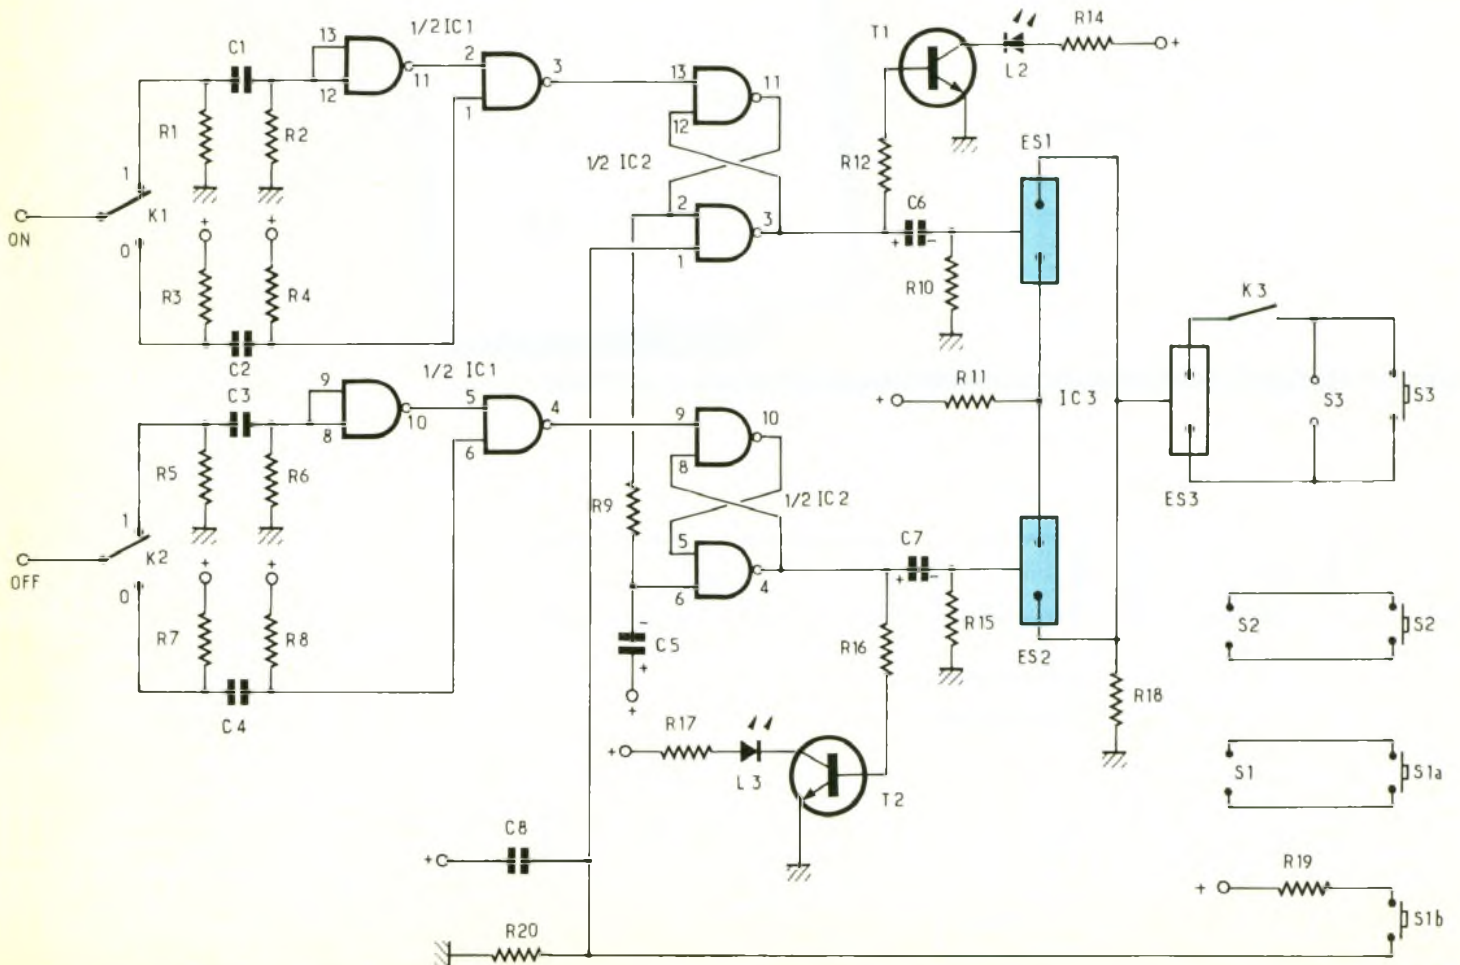 1/2 IC1
T1
R14
+
L2
13
12
11
C1
2
1
3
13
12
11
R1
R2
R12
ES1
1/2 IC2
1
K1
ON
0
+
+
2
1
3
C6
+
-
R10
K3
R3
R4
C2
R11
+
IC3
S3
S3
1/2 IC1
C3
9
8
10
5
6
4
9
8
10
ES3
R5
R6
R9
1/2 IC2
1
K2
OFF
0
+
+
5
6
4
C7
+
-
R15
ES2
S2
S2
R7
R8
-
C5
+
+
R16
R18
C4
R17
+
L3
T2
S1
S1a
C8
+
R19
+
R20
S1b